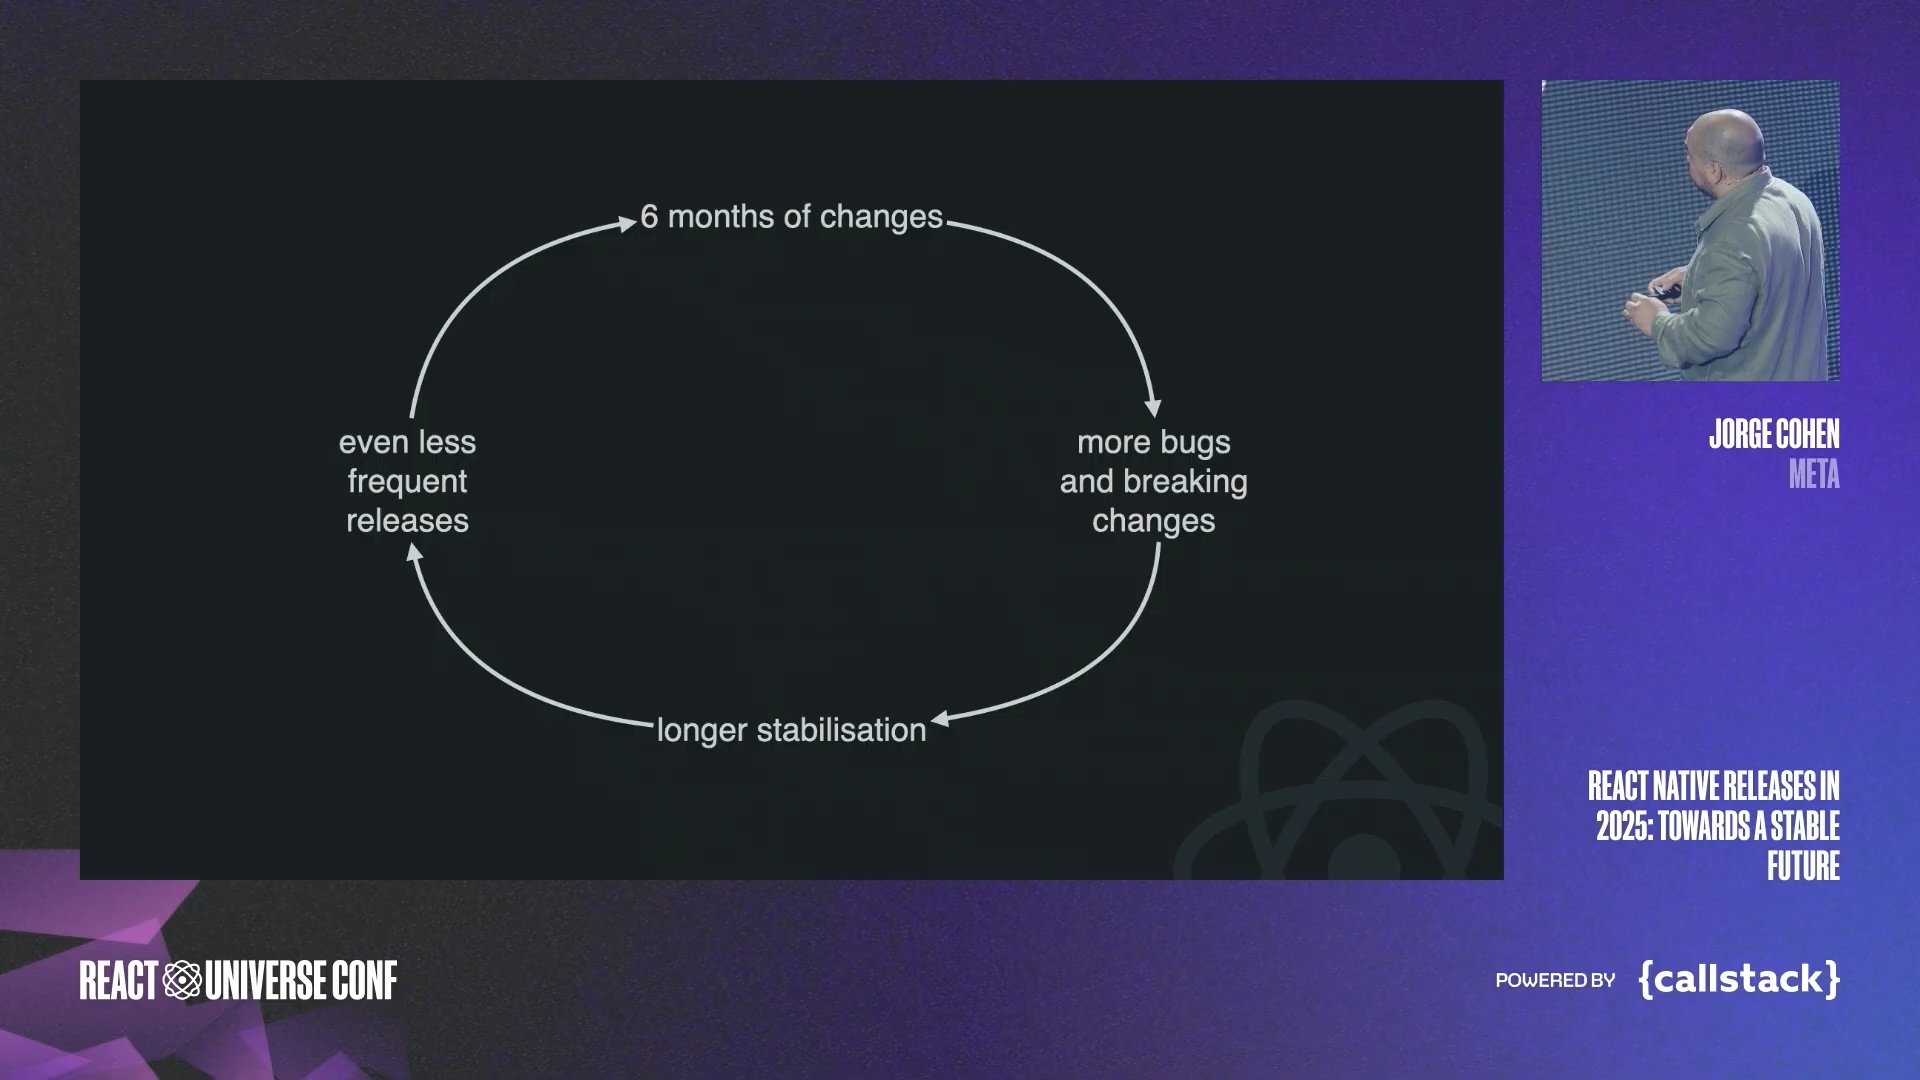 6 months of changes
even less
frequent
releases
more bugs
and breaking
changes
longer stabilisation
JORGE COHEN
META
REACT NATIVE RELEASES IN
2025: TOWARDS A STABLE
FUTURE
REACT UNIVERSE CONF
POWERED BY {callstack}